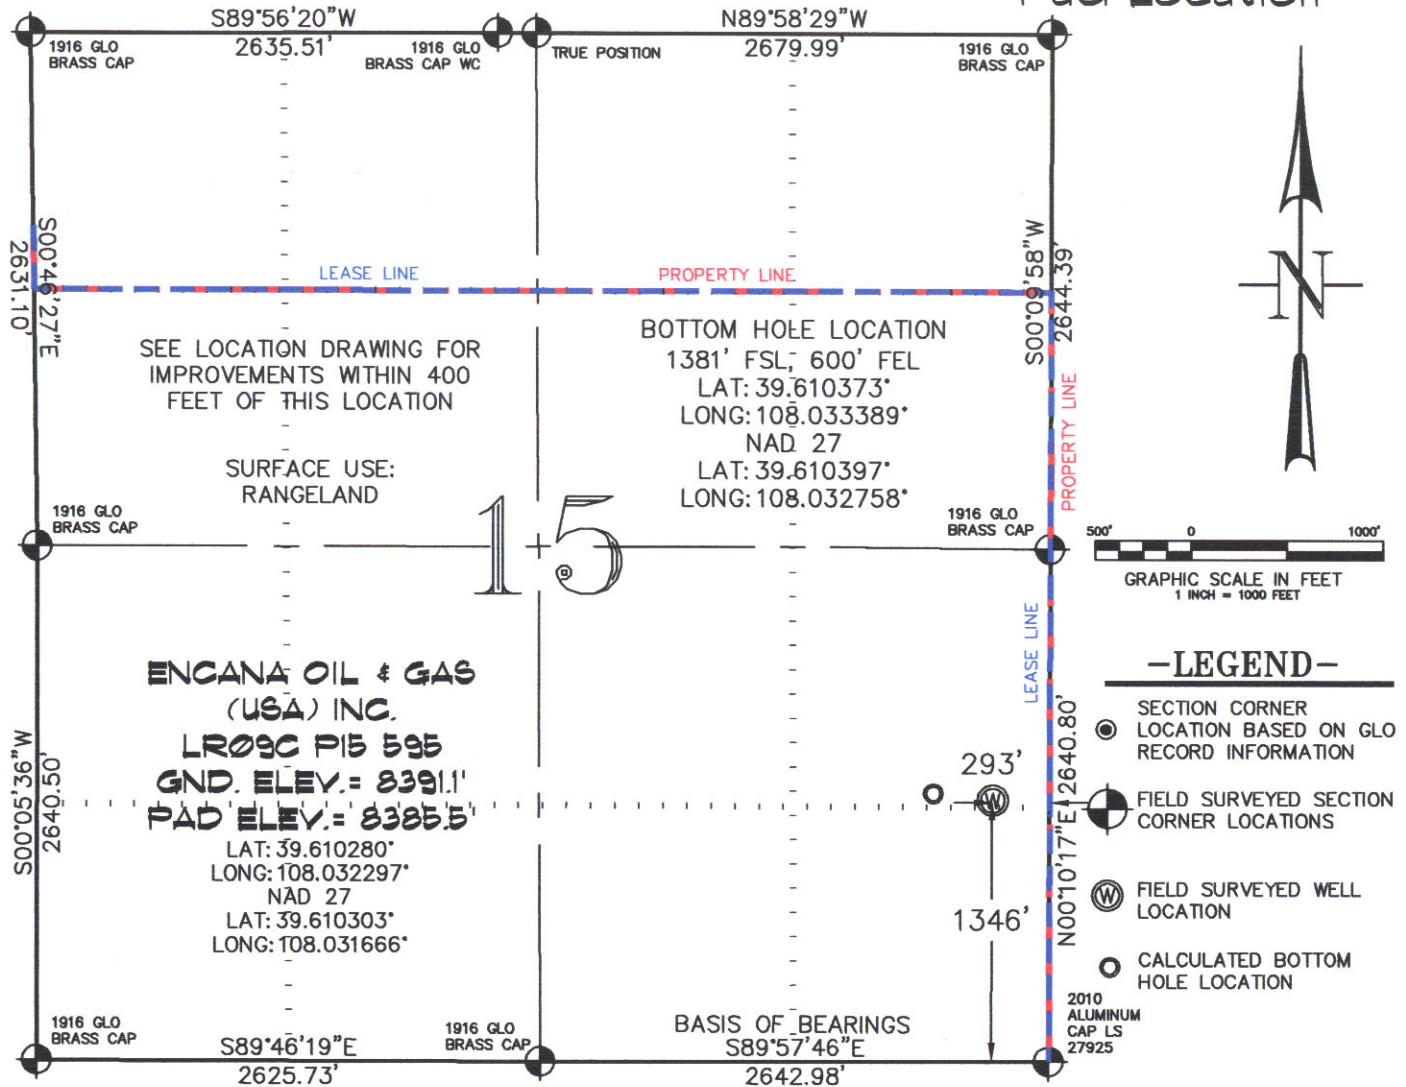 Pad Location
S89°56'20"W
2635.51'
N89°58'29"W
2679.99'
1916 GLO
BRASS CAP
1916 GLO
BRASS CAP WC
TRUE POSITION
1916 GLO
BRASS CAP
S00°46'27"E
2631.10'
LEASE LINE
PROPERTY LINE
S00°09'58"W
2644.39'
N
SEE LOCATION DRAWING FOR
IMPROVEMENTS WITHIN 400
FEET OF THIS LOCATION
SURFACE USE:
RANGELAND
BOTTOM HOLE LOCATION
1381' FSL, 600' FEL
LAT: 39.610373°
LONG: 108.033389°
NAD 27
LAT: 39.610397°
LONG: 108.032758°
PROPERTY LINE
1916 GLO
BRASS CAP
15
1916 GLO
BRASS CAP
500' 0 1000'
GRAPHIC SCALE IN FEET
1 INCH = 1000 FEET
LEASE LINE
ENCANA OIL & GAS
(USA) INC.
LR09C P15 595
GND. ELEV.= 8391.1'
PAD ELEV.= 8385.5'
LAT: 39.610280°
LONG: 108.032297°
NAD 27
LAT: 39.610303°
LONG: 108.031666°
S00°05'36"W
2640.50'
293'
W
1346'
N00°10'17"E 2640.80'
-LEGEND-
SECTION CORNER
LOCATION BASED ON GLO
RECORD INFORMATION
FIELD SURVEYED SECTION
CORNER LOCATIONS
W
FIELD SURVEYED WELL
LOCATION
CALCULATED BOTTOM
HOLE LOCATION
1916 GLO
BRASS CAP
S89°46'19"E
2625.73'
1916 GLO
BRASS CAP
BASIS OF BEARINGS
S89°57'46"E
2642.98'
2010
ALUMINUM
CAP LS
27925